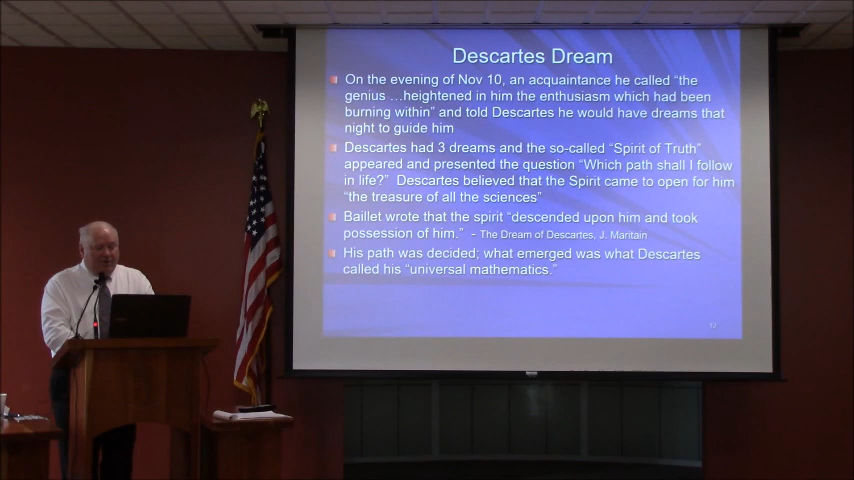 Descartes Dream
On the evening of Nov 10, an acquaintance he called “the
genius …heightened in him the enthusiasm which had been
burning within” and told Descartes he would have dreams that
night to guide him
Descartes had 3 dreams and the so-called “Spirit of Truth”
appeared and presented the question “Which path shall I follow
in life?”  Descartes believed that the Spirit came to open for him
“the treasure of all the sciences”
Baillet wrote that the spirit “descended upon him and took
possession of him.”  - The Dream of Descartes, J. Maritain
His path was decided; what emerged was what Descartes
called his “universal mathematics.”